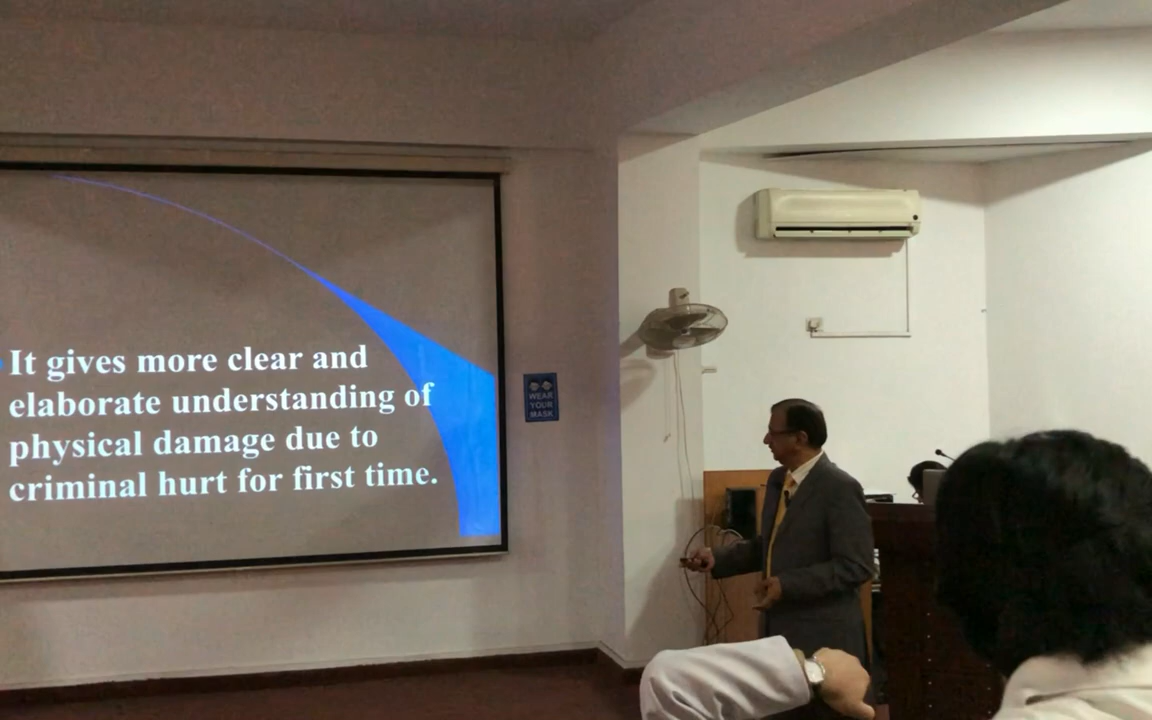 It gives more clear and
elaborate understanding of
physical damage due to
criminal hurt for first time.
WEAR
YOUR
MASK